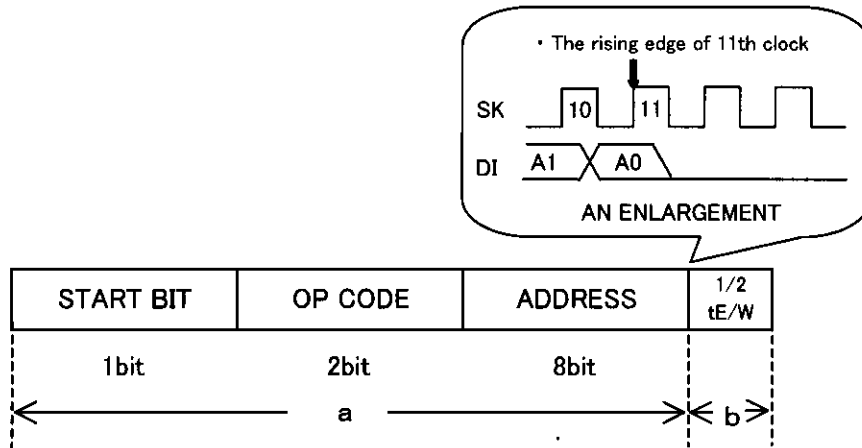 ・The rising edge of 11th clock
SK 10 11
DI A1 A0
AN ENLARGEMENT
START BIT OP CODE ADDRESS 1/2
tE/W
1bit 2bit 8bit
a b